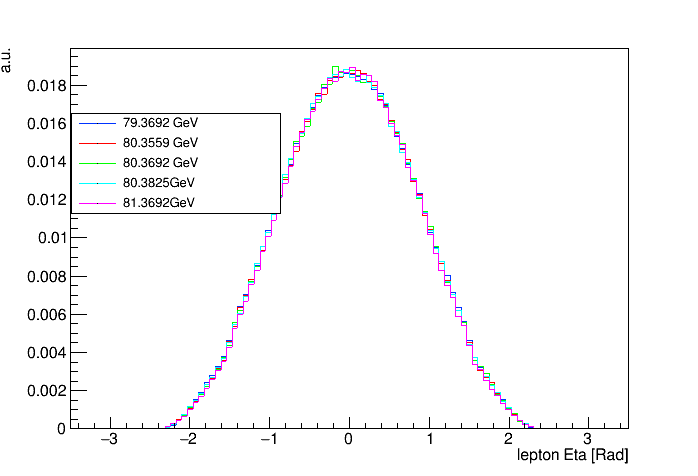 a.u.
0.018
0.016
0.014
0.012
0.01
0.008
0.006
0.004
0.002
0
79.3692 GeV
80.3559 GeV
80.3692 GeV
80.3825GeV
81.3692GeV
−3 −2 −1 0 1 2 3
lepton Eta [Rad]